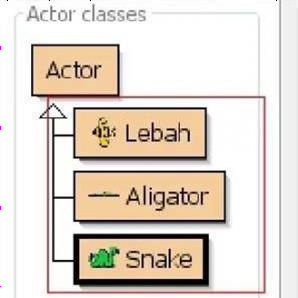 Actor classes
Actor
Lebah
Aligator
Snake